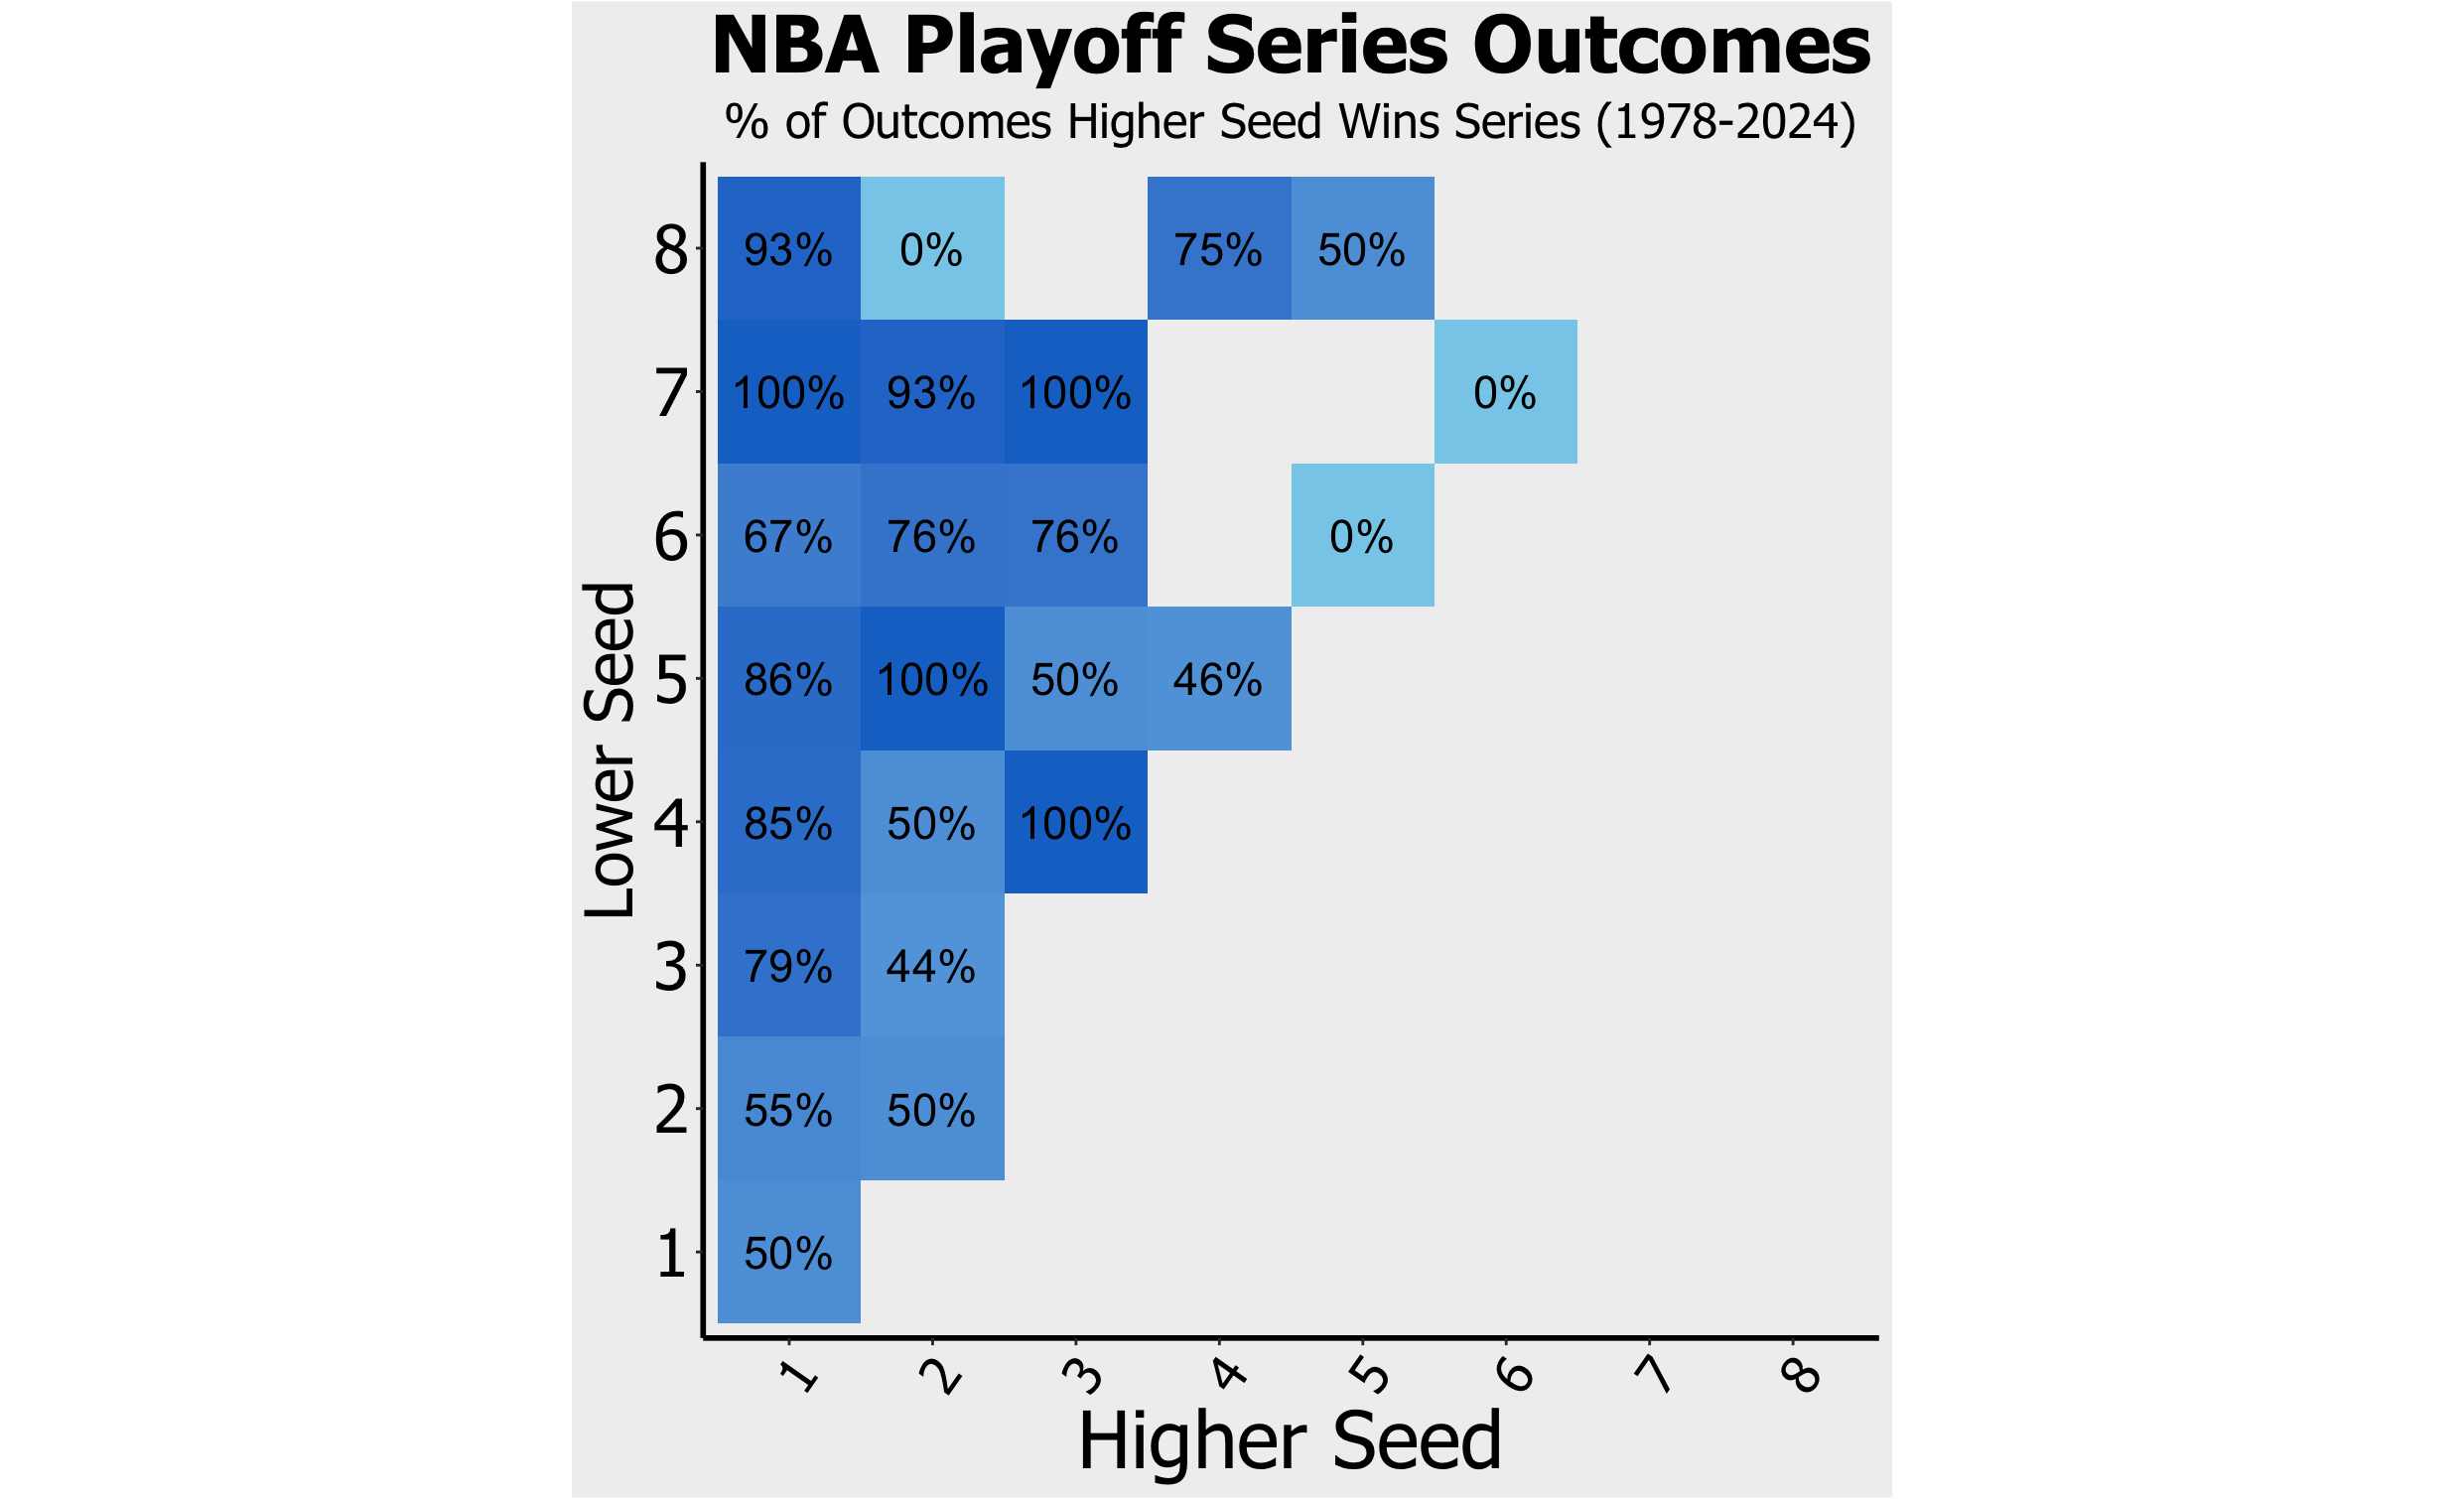 NBA Playoff Series Outcomes
% of Outcomes Higher Seed Wins Series (1978-2024)
Lower Seed
8 93% 0% 75% 50%
7 100% 93% 100% 0%
6 67% 76% 76% 0%
5 86% 100% 50% 46%
4 85% 50% 100%
3 79% 44%
2 55% 50%
1 50%
1 2 3 4 5 6 7 8
Higher Seed